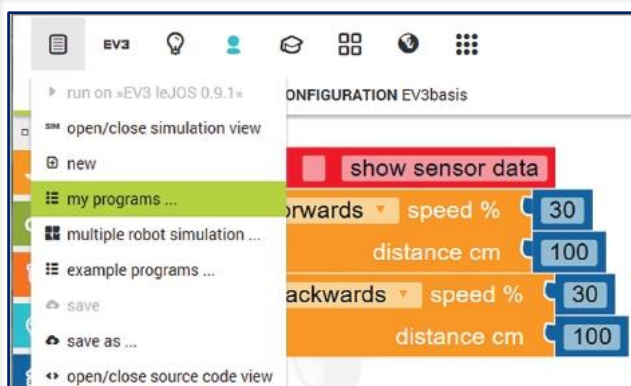 EV3
run on »EV3 leJOS 0.9.1«
ONFIGURATION EV3basis
SIM open/close simulation view
new
show sensor data
my programs ...
orwards speed % 30
multiple robot simulation ...
distance cm 100
example programs ...
ackwards speed % 30
save
save as ...
distance cm 100
open/close source code view